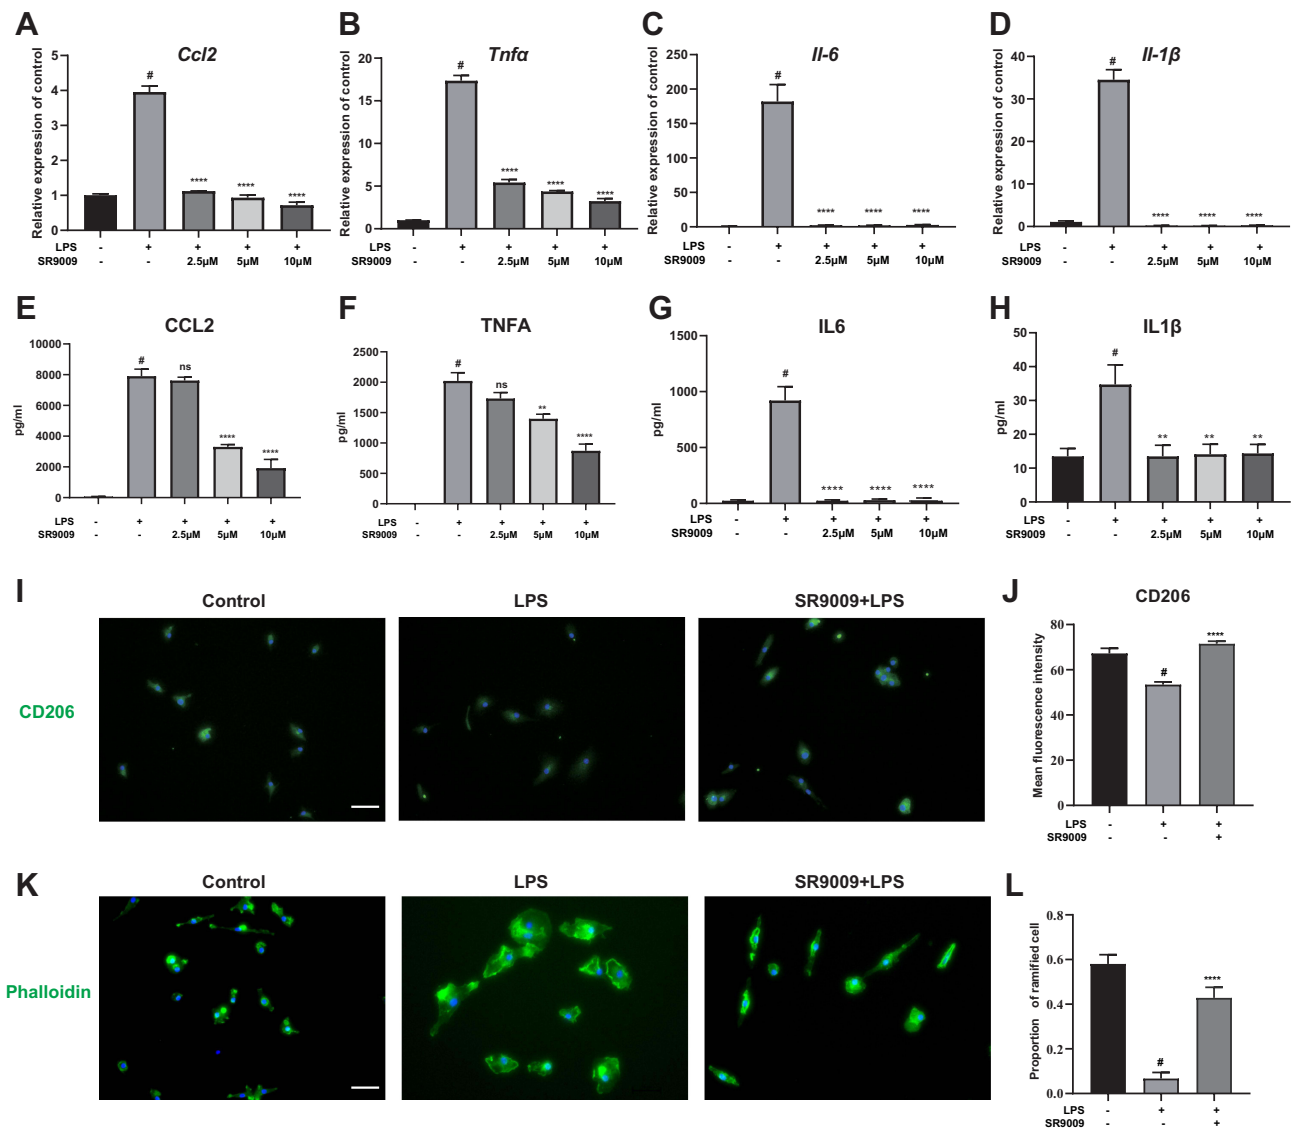 A
Ccl2
Relative expression of control
5
4
3
2
1
0
#
**** **** ****
LPS - + + + +
SR9009 - - 2.5μM 5μM 10μM
B
Tnfα
Relative expression of control
20
15
10
5
0
#
**** **** ****
LPS - + + + +
SR9009 - - 2.5μM 5μM 10μM
C
Il-6
Relative expression of control
250
200
150
100
50
0
#
**** **** ****
LPS - + + + +
SR9009 - - 2.5μM 5μM 10μM
D
Il-1β
Relative expression of control
40
30
20
10
0
#
**** **** ****
LPS - + + + +
SR9009 - - 2.5μM 5μM 10μM
E
CCL2
pg/ml
10000
8000
6000
4000
2000
0
# ns **** ****
LPS - + + + +
SR9009 - - 2.5μM 5μM 10μM
F
TNFA
pg/ml
2500
2000
1500
1000
500
0
# ns ** ****
LPS - + + + +
SR9009 - - 2.5μM 5μM 10μM
G
IL6
pg/ml
1500
1000
500
0
#
**** **** ****
LPS - + + + +
SR9009 - - 2.5μM 5μM 10μM
H
IL1β
pg/ml
50
40
30
20
10
0
#
** ** **
LPS - + + + +
SR9009 - - 2.5μM 5μM 10μM
I
Control LPS SR9009+LPS
CD206
J
CD206
Mean fluorescence intensity
80
60
40
20
0
# ****
LPS - + +
SR9009 - - +
K
Control LPS SR9009+LPS
Phalloidin
L
Proportion of ramified cell
0.8
0.6
0.4
0.2
0.0
# ****
LPS - + +
SR9009 - - +